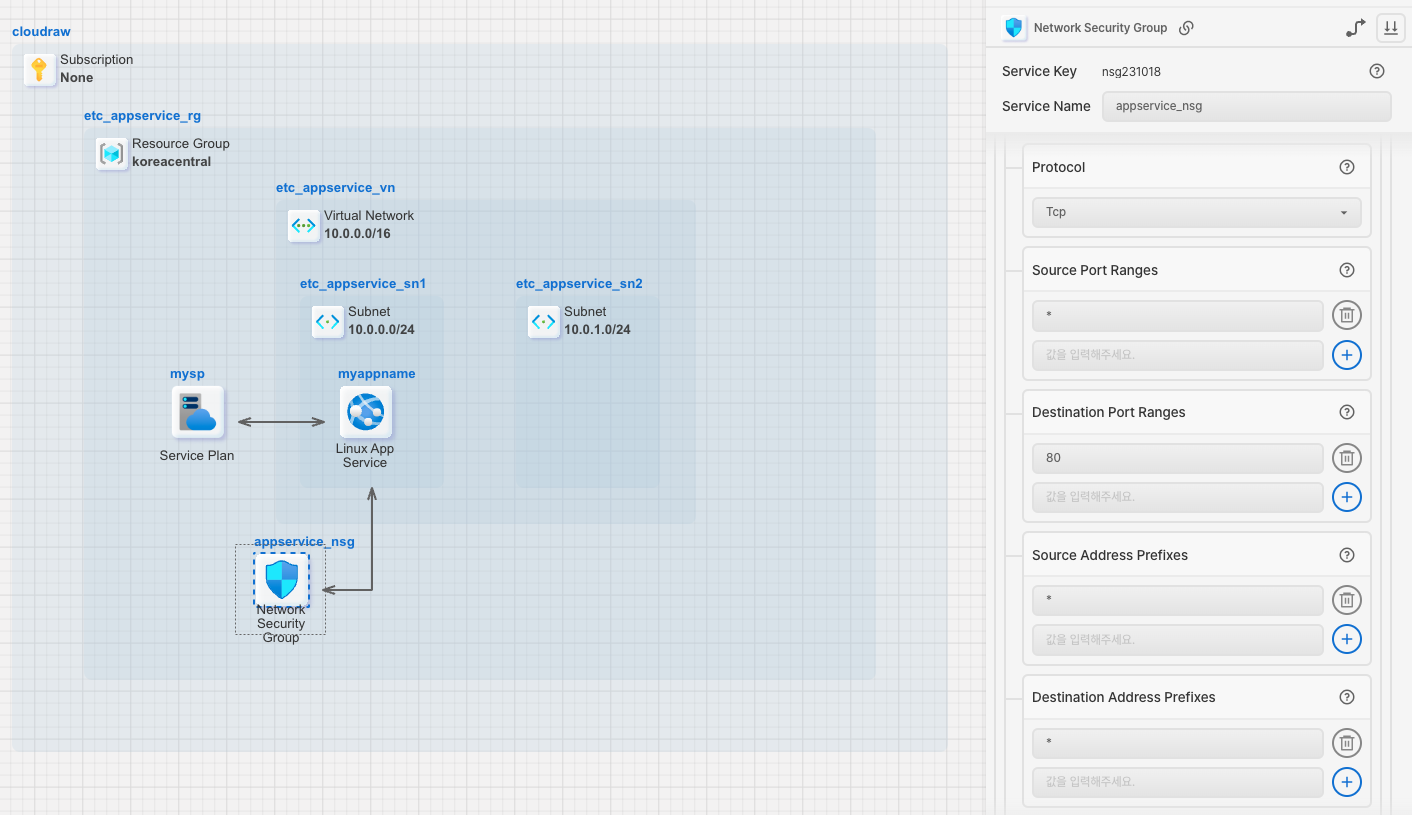 cloudraw
Subscription
None
etc_appservice_rg
Resource Group
koreacentral
etc_appservice_vn
Virtual Network
10.0.0.0/16
etc_appservice_sn1
Subnet
10.0.0.0/24
etc_appservice_sn2
Subnet
10.0.1.0/24
mysp
Service Plan
myappname
Linux App
Service
appservice_nsg
Network
Security
Group
Network Security Group
Service Key
nsg231018
Service Name
appservice_nsg
Protocol
Tcp
Source Port Ranges
*
값을 입력해주세요.
Destination Port Ranges
80
값을 입력해주세요.
Source Address Prefixes
*
값을 입력해주세요.
Destination Address Prefixes
*
값을 입력해주세요.